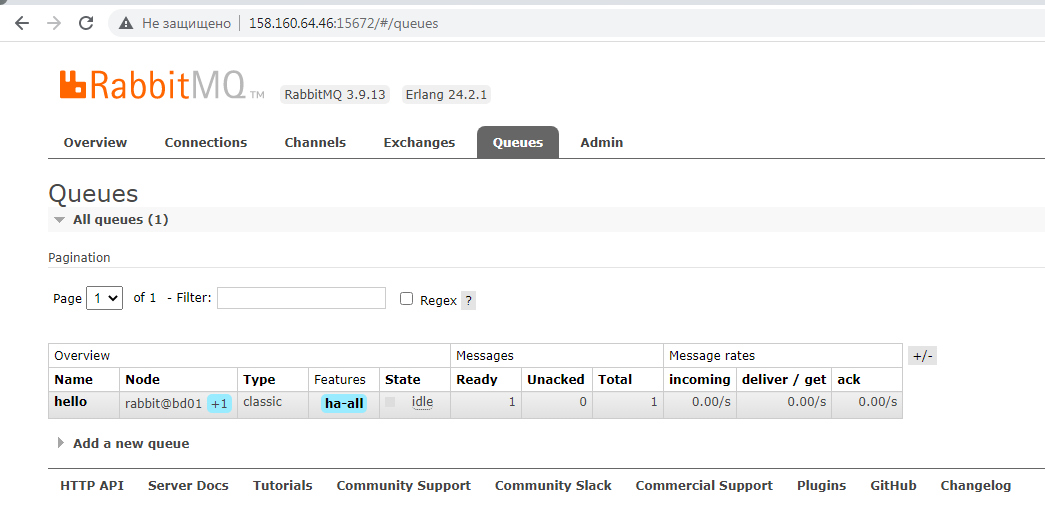 Не защищено 158.160.64.46:15672/#/queues
RabbitMQ TM RabbitMQ 3.9.13 Erlang 24.2.1
Overview Connections Channels Exchanges Queues Admin
Queues
All queues (1)
Pagination
Page 1 of 1 - Filter: Regex ?
Overview Messages Message rates +/-
Name Node Type Features State Ready Unacked Total incoming deliver / get ack
hello rabbit@bd01 +1 classic ha-all idle 1 0 1 0.00/s 0.00/s 0.00/s
Add a new queue
HTTP API Server Docs Tutorials Community Support Community Slack Commercial Support Plugins GitHub Changelog